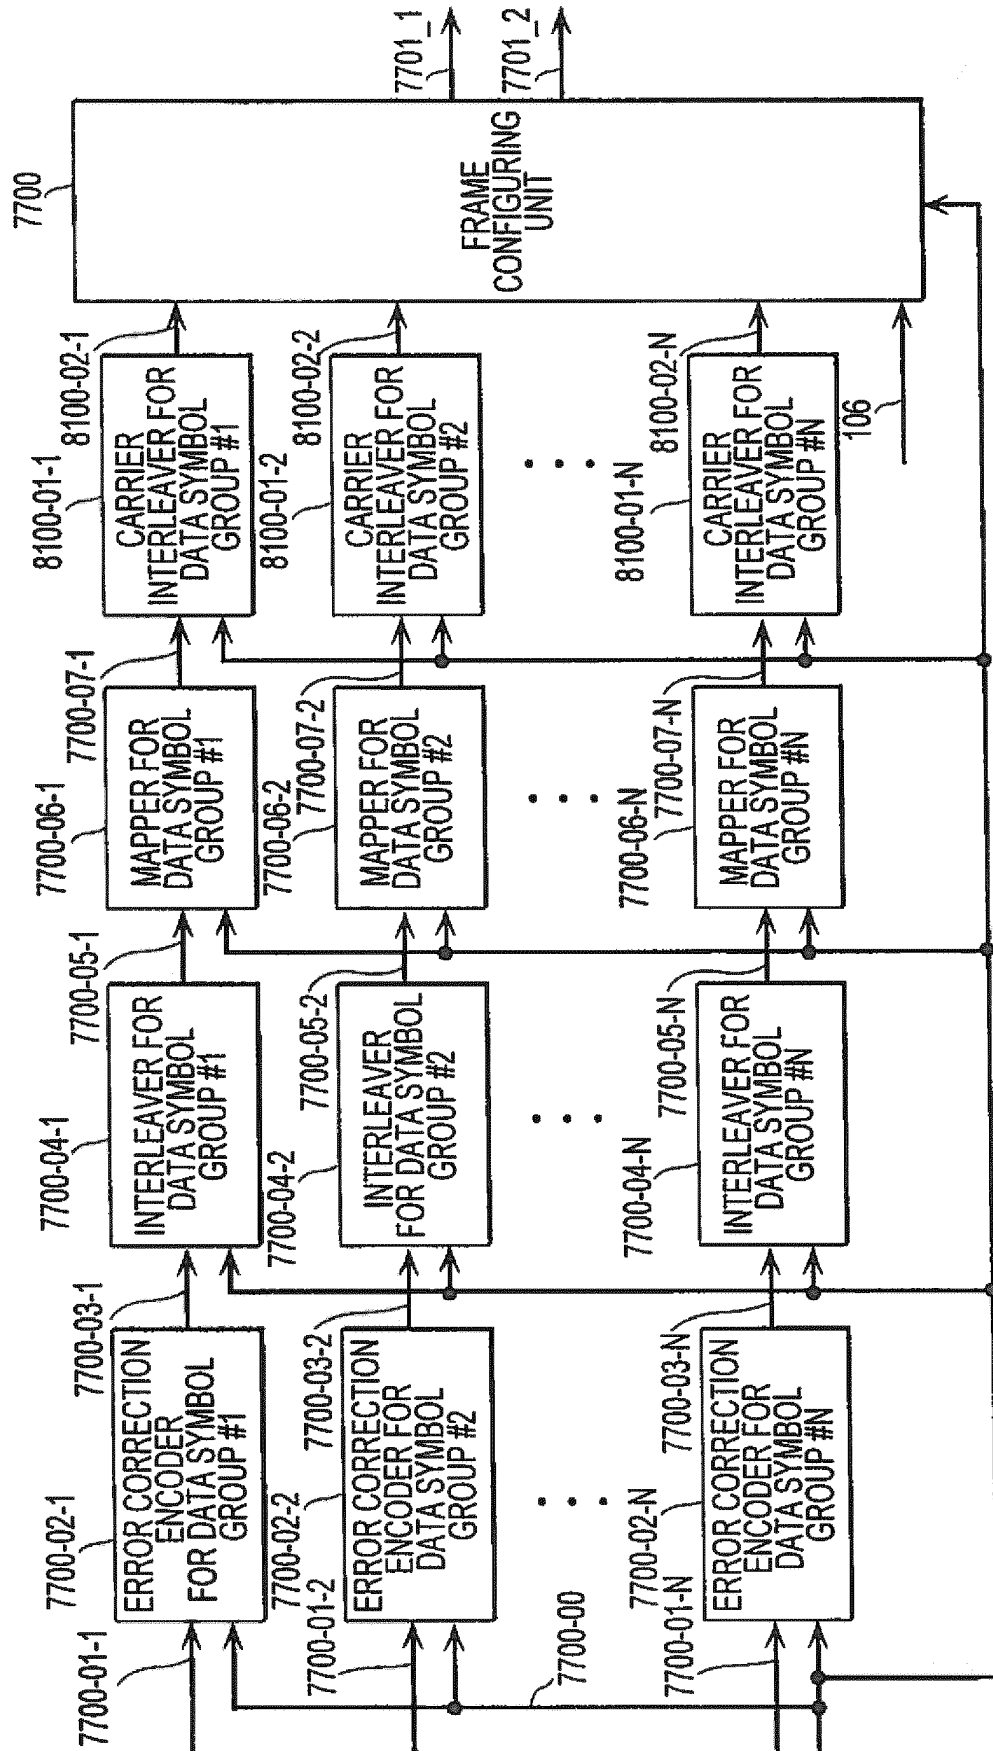 7700-01-1
7700-02-1
ERROR CORRECTION
ENCODER
FOR DATA SYMBOL
GROUP #1
7700-03-1
7700-04-1
INTERLEAVER FOR
DATA SYMBOL
GROUP #1
7700-05-1
7700-06-1
MAPPER FOR
DATA SYMBOL
GROUP #1
7700-07-1
8100-01-1
CARRIER
INTERLEAVER FOR
DATA SYMBOL
GROUP #1
8100-02-1
7700
FRAME
CONFIGURING
UNIT
7701_1
7701_2
7700-01-2
7700-02-2
ERROR CORRECTION
ENCODER FOR
DATA SYMBOL
GROUP #2
7700-03-2
7700-04-2
INTERLEAVER
FOR DATA SYMBOL
GROUP #2
7700-05-2
7700-06-2
MAPPER FOR
DATA SYMBOL
GROUP #2
7700-07-2
8100-01-2
CARRIER
INTERLEAVER FOR
DATA SYMBOL
GROUP #2
8100-02-2
7700-00
7700-01-N
7700-02-N
ERROR CORRECTION
ENCODER FOR
DATA SYMBOL
GROUP #N
7700-03-N
7700-04-N
INTERLEAVER FOR
DATA SYMBOL
GROUP #N
7700-05-N
7700-06-N
MAPPER FOR
DATA SYMBOL
GROUP #N
7700-07-N
8100-01-N
CARRIER
INTERLEAVER FOR
DATA SYMBOL
GROUP #N
8100-02-N
106